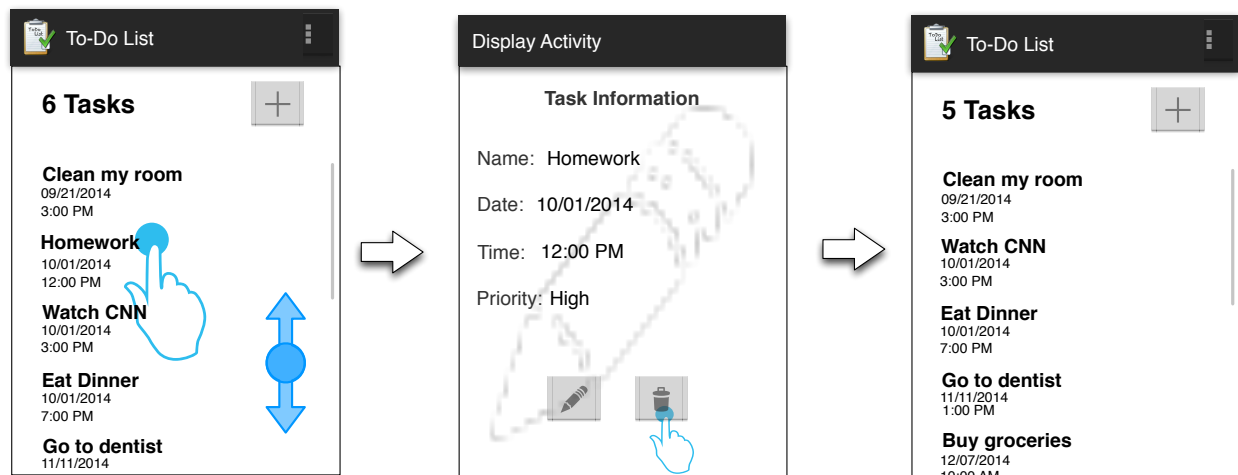 To-Do List
6 Tasks
Clean my room
09/21/2014
3:00 PM
Homework
10/01/2014
12:00 PM
Watch CNN
10/01/2014
3:00 PM
Eat Dinner
10/01/2014
7:00 PM
Go to dentist
11/11/2014
Display Activity
Task Information
Name: Homework
Date: 10/01/2014
Time: 12:00 PM
Priority: High
To-Do List
5 Tasks
Clean my room
09/21/2014
3:00 PM
Watch CNN
10/01/2014
3:00 PM
Eat Dinner
10/01/2014
7:00 PM
Go to dentist
11/11/2014
1:00 PM
Buy groceries
12/07/2014
10:00 AM